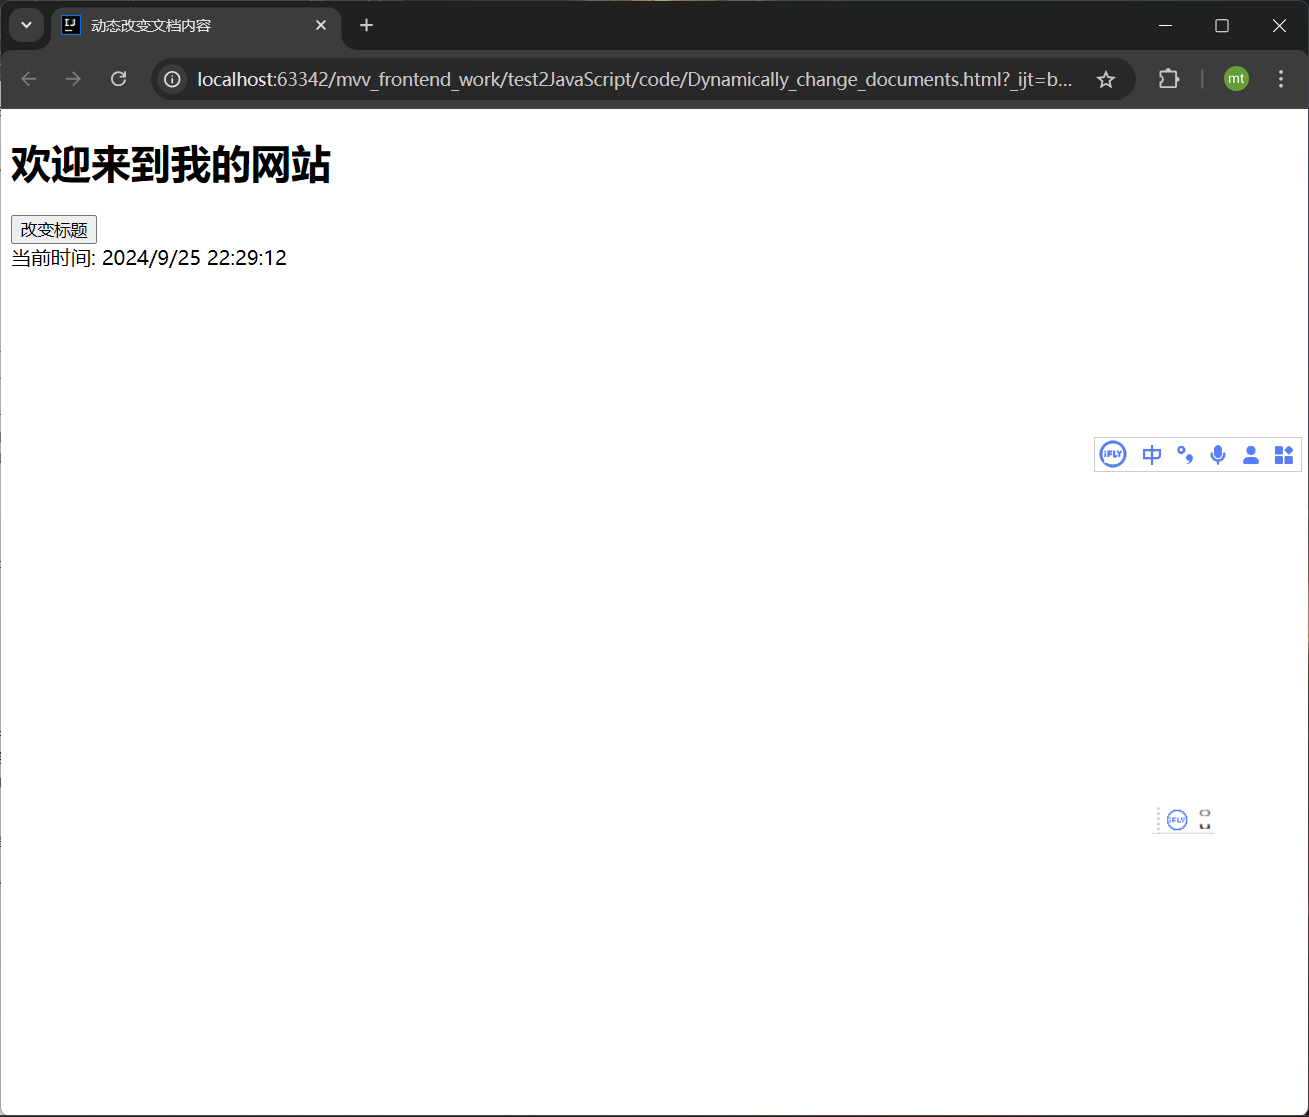 动态改变文档内容
localhost:63342/mvv_frontend_work/test2JavaScript/code/Dynamically_change_documents.html?_ijt=b...
mt
欢迎来到我的网站
改变标题
当前时间: 2024/9/25 22:29:12
iFLY 中
iFLY